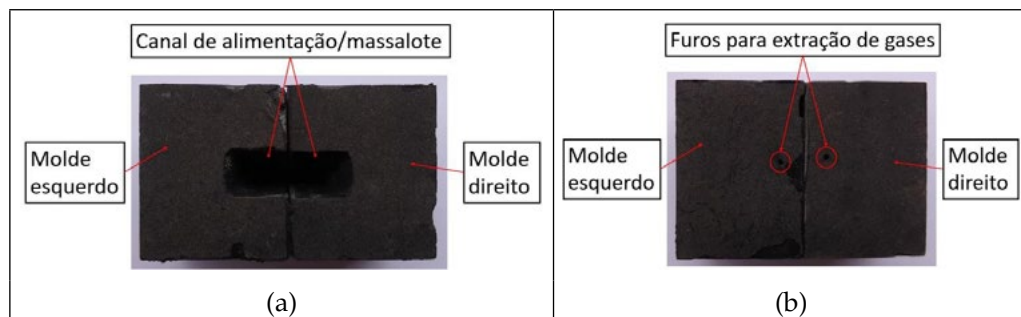 Canal de alimentação/massalote
Molde
esquerdo
Molde
direito
(a)
Furos para extração de gases
Molde
esquerdo
Molde
direito
(b)